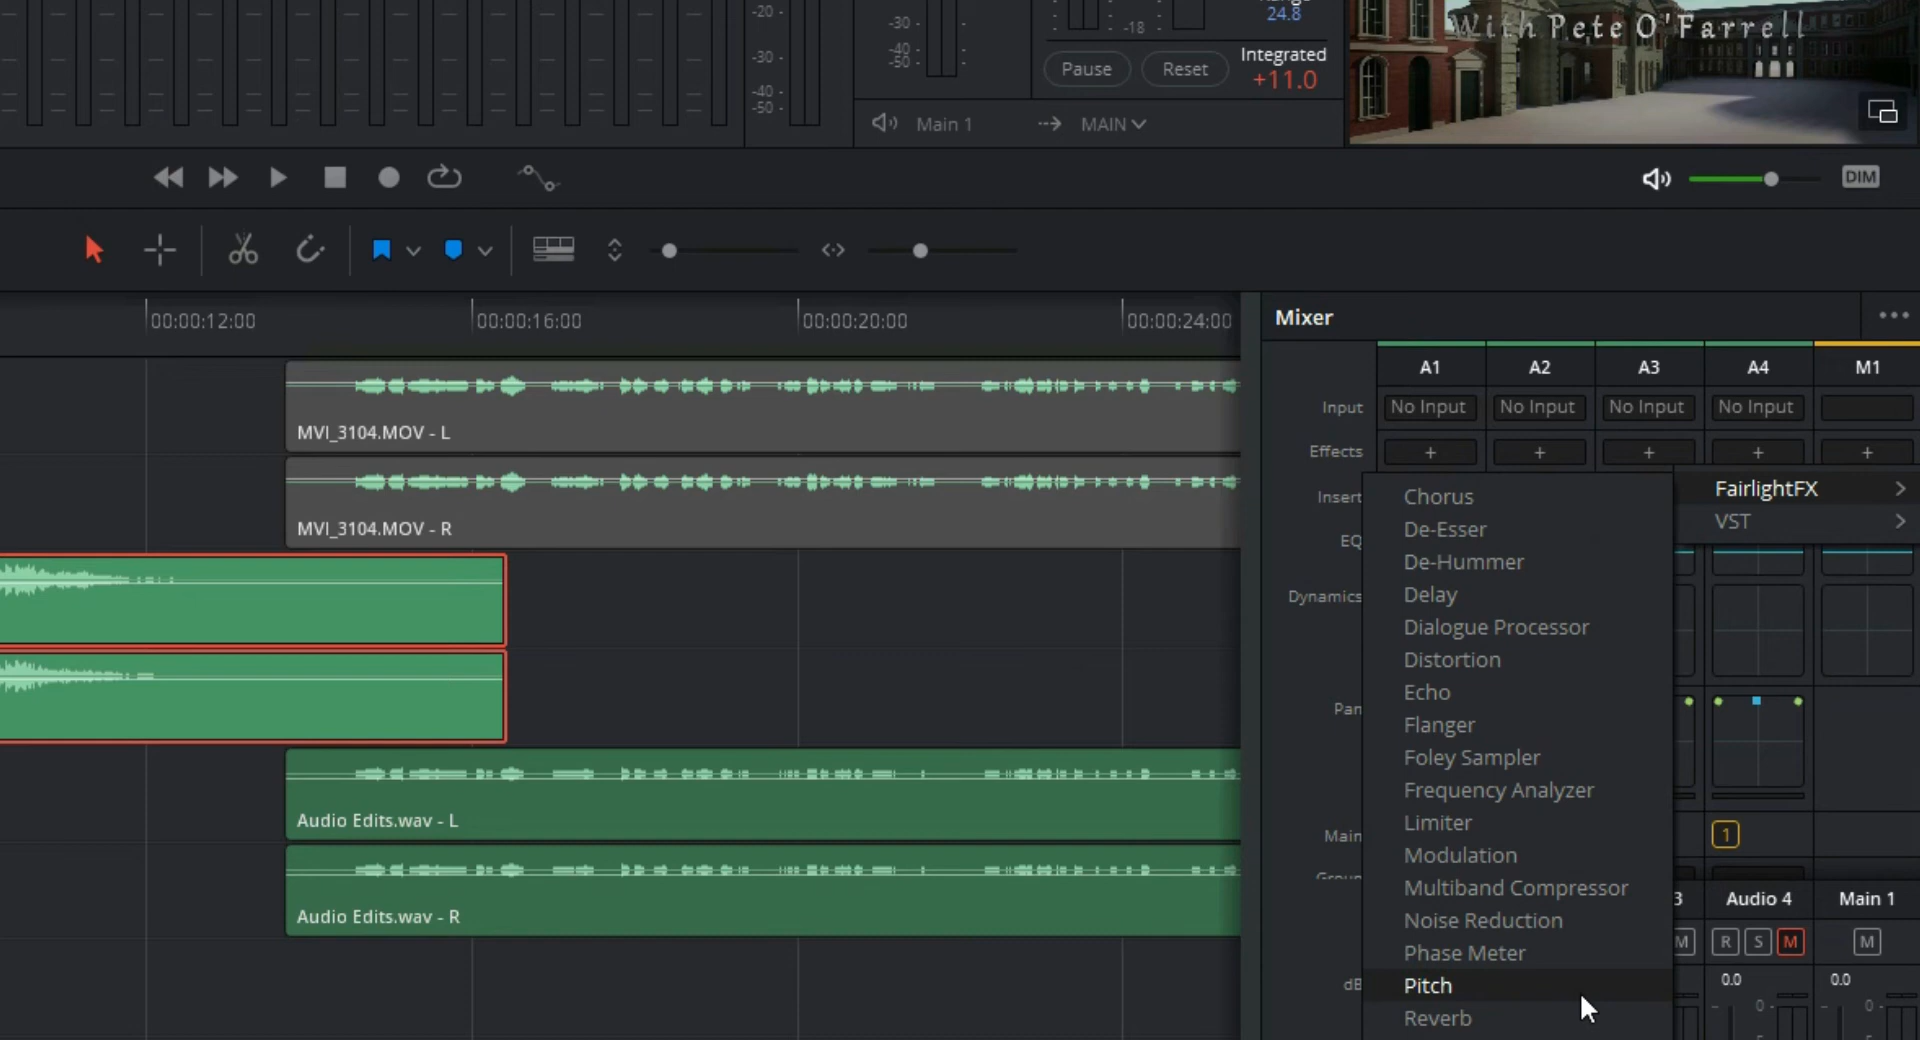 -20 -
-30 -
-40 -
-50 -
-30 -
-40 -
-50 -
-18
24.8
Pause
Reset
Integrated
+11.0
Main 1
MAIN
With Pete O'Farrell
DIM
00:00:12:00
00:00:16:00
00:00:20:00
00:00:24:00
Mixer
A1
A2
A3
A4
M1
Input
No Input
No Input
No Input
No Input
Effects
+
+
+
+
+
Insert
EQ
Dynamics
Pan
Main
dB
MVI_3104.MOV - L
MVI_3104.MOV - R
Audio Edits.wav - L
Audio Edits.wav - R
FairlightFX
VST
Chorus
De-Esser
De-Hummer
Delay
Dialogue Processor
Distortion
Echo
Flanger
Foley Sampler
Frequency Analyzer
Limiter
Modulation
Multiband Compressor
Noise Reduction
Phase Meter
Pitch
Reverb
1
3
Audio 4
Main 1
M
R
S
M
M
0.0
0.0
0
0